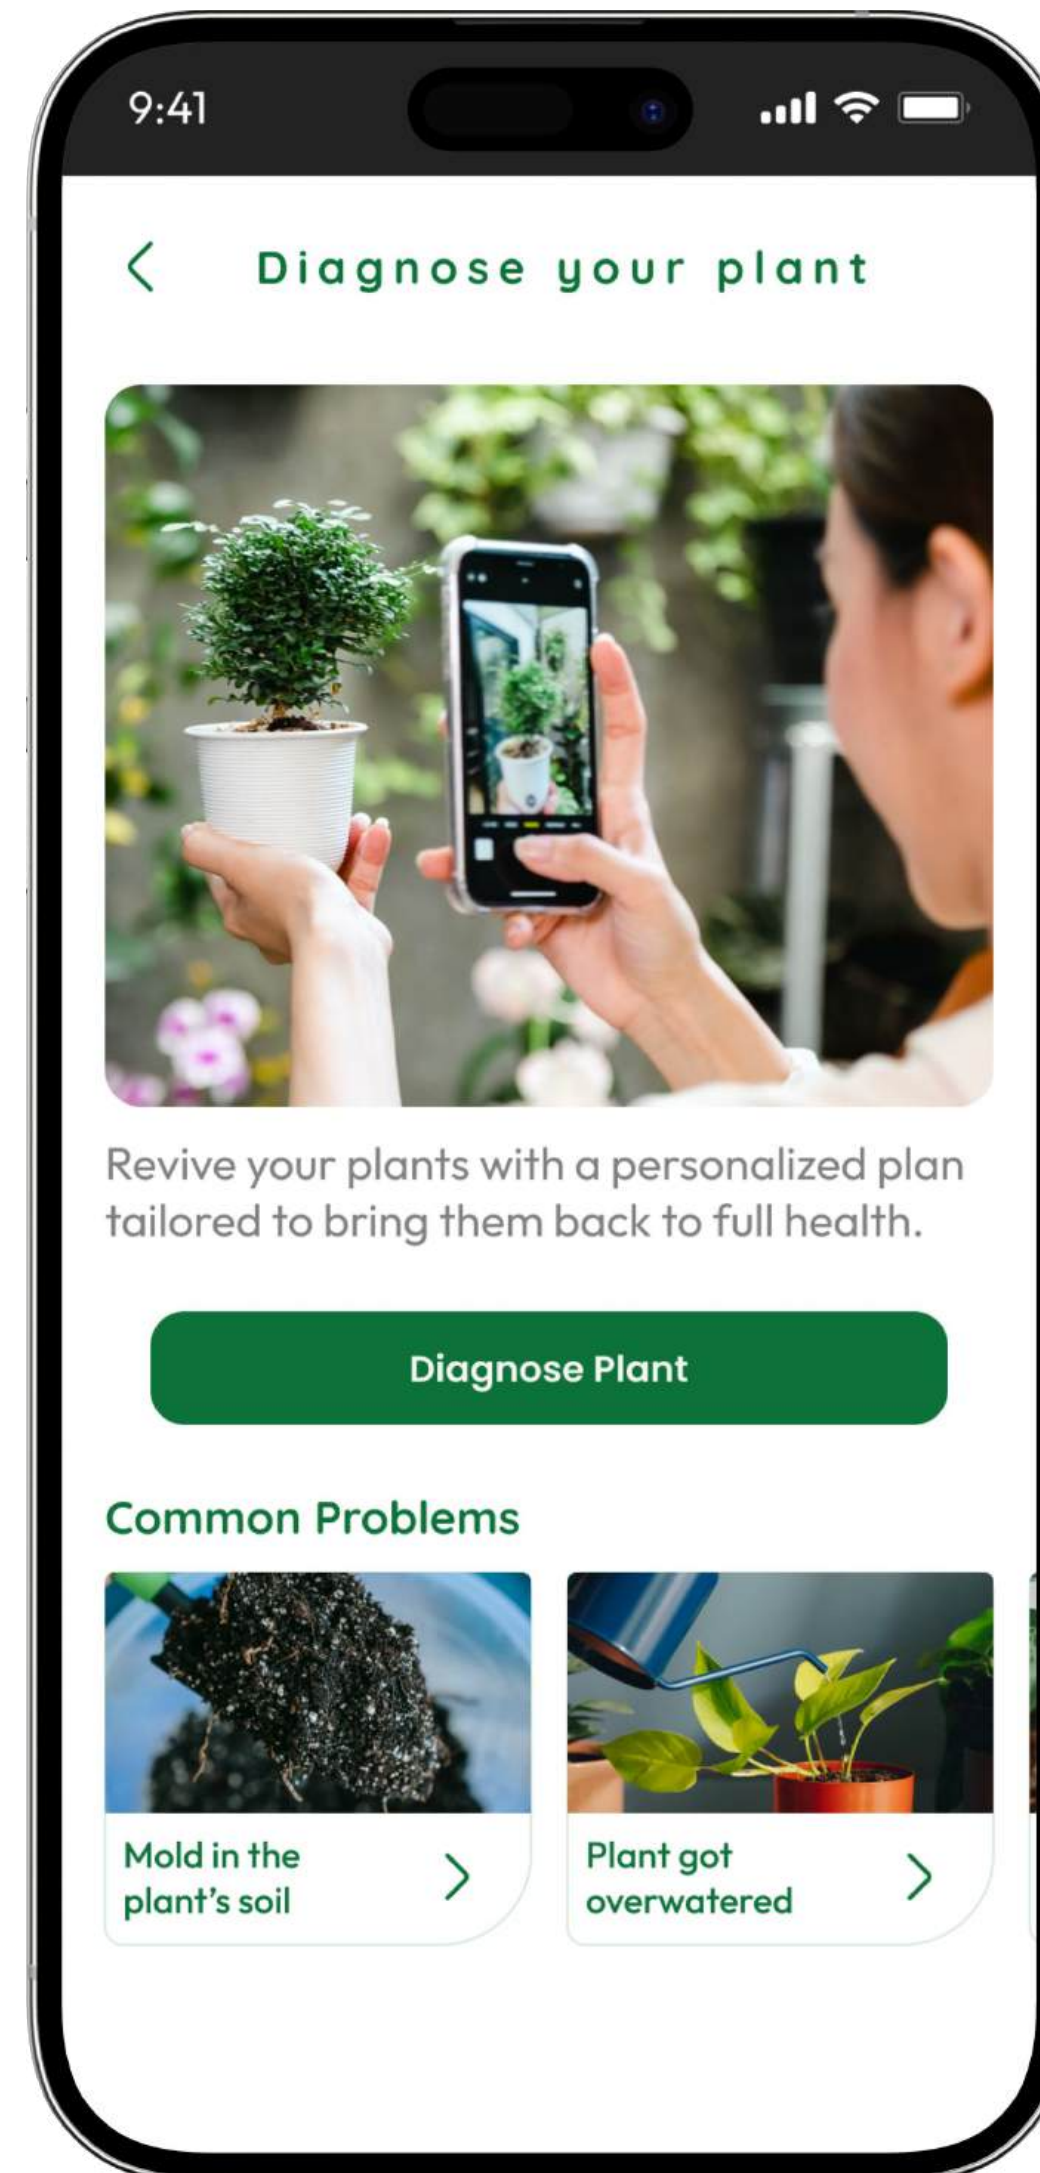 9:41
Diagnose your plant
Revive your plants with a personalized plan
tailored to bring them back to full health.
Diagnose Plant
Common Problems
Mold in the
plant’s soil
Plant got
overwatered